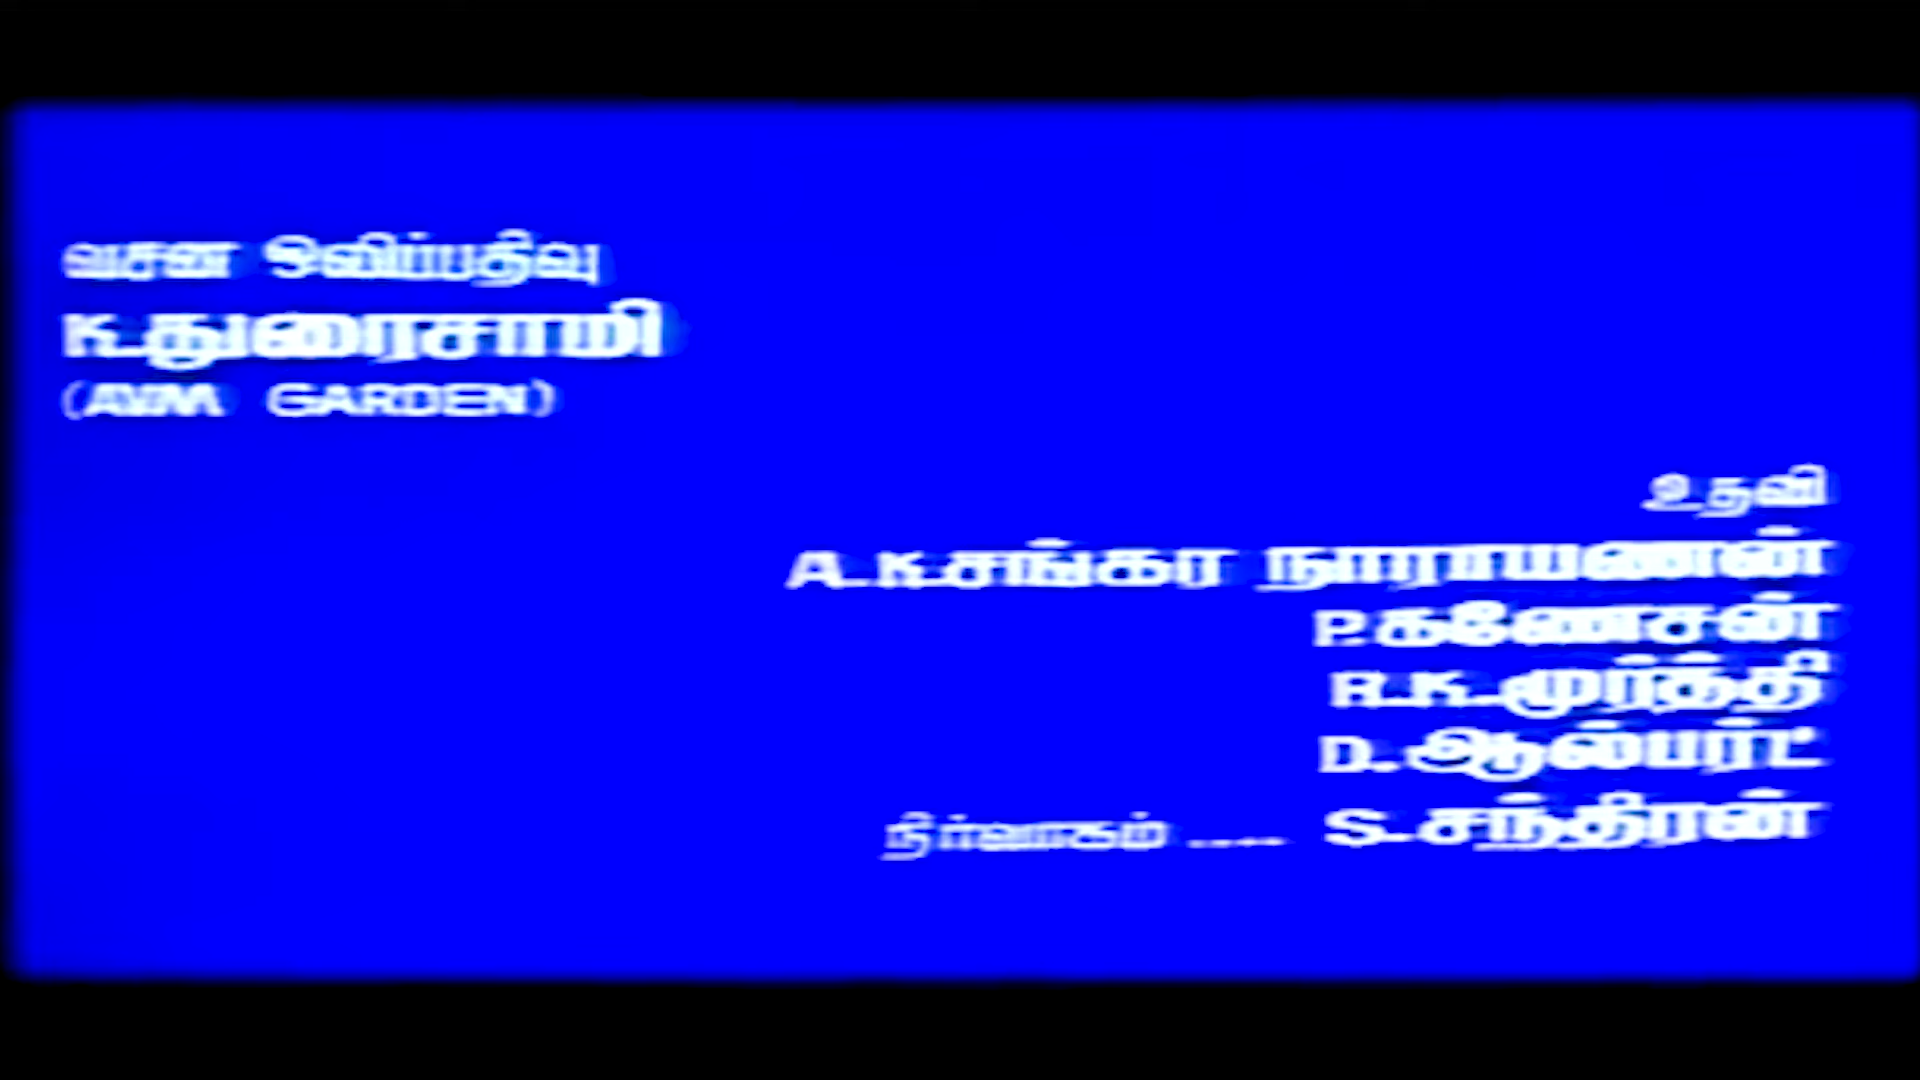 வசன ஒலிப்பதிவு
K.துரைசாமி
(AVM GARDEN)
உதவி
A.K.சங்கர நாராயணன்
P.கணேசன்
R.K.மூர்த்தி
D.ஆல்பர்ட்
நிர்வாகம் .... S.சந்திரன்